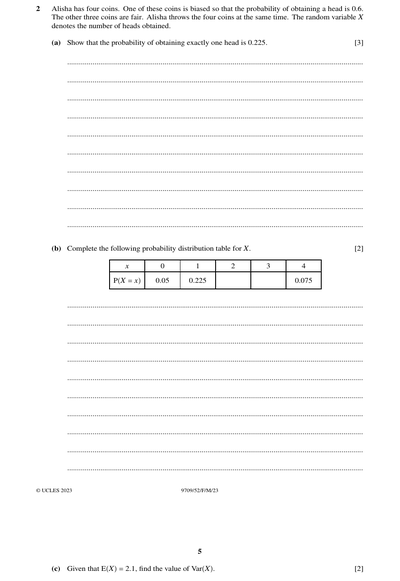 2 Alisha has four coins. One of these coins is biased so that the probability of obtaining a head is 0.6.
The other three coins are fair. Alisha throws the four coins at the same time. The random variable X
denotes the number of heads obtained.
(a) Show that the probability of obtaining exactly one head is 0.225. [3]
(b) Complete the following probability distribution table for X. [2]
x 0 1 2 3 4
P(X = x) 0.05 0.225 0.075
© UCLES 2023 9709/52/F/M/23
5
(c) Given that E(X) = 2.1, find the value of Var(X). [2]